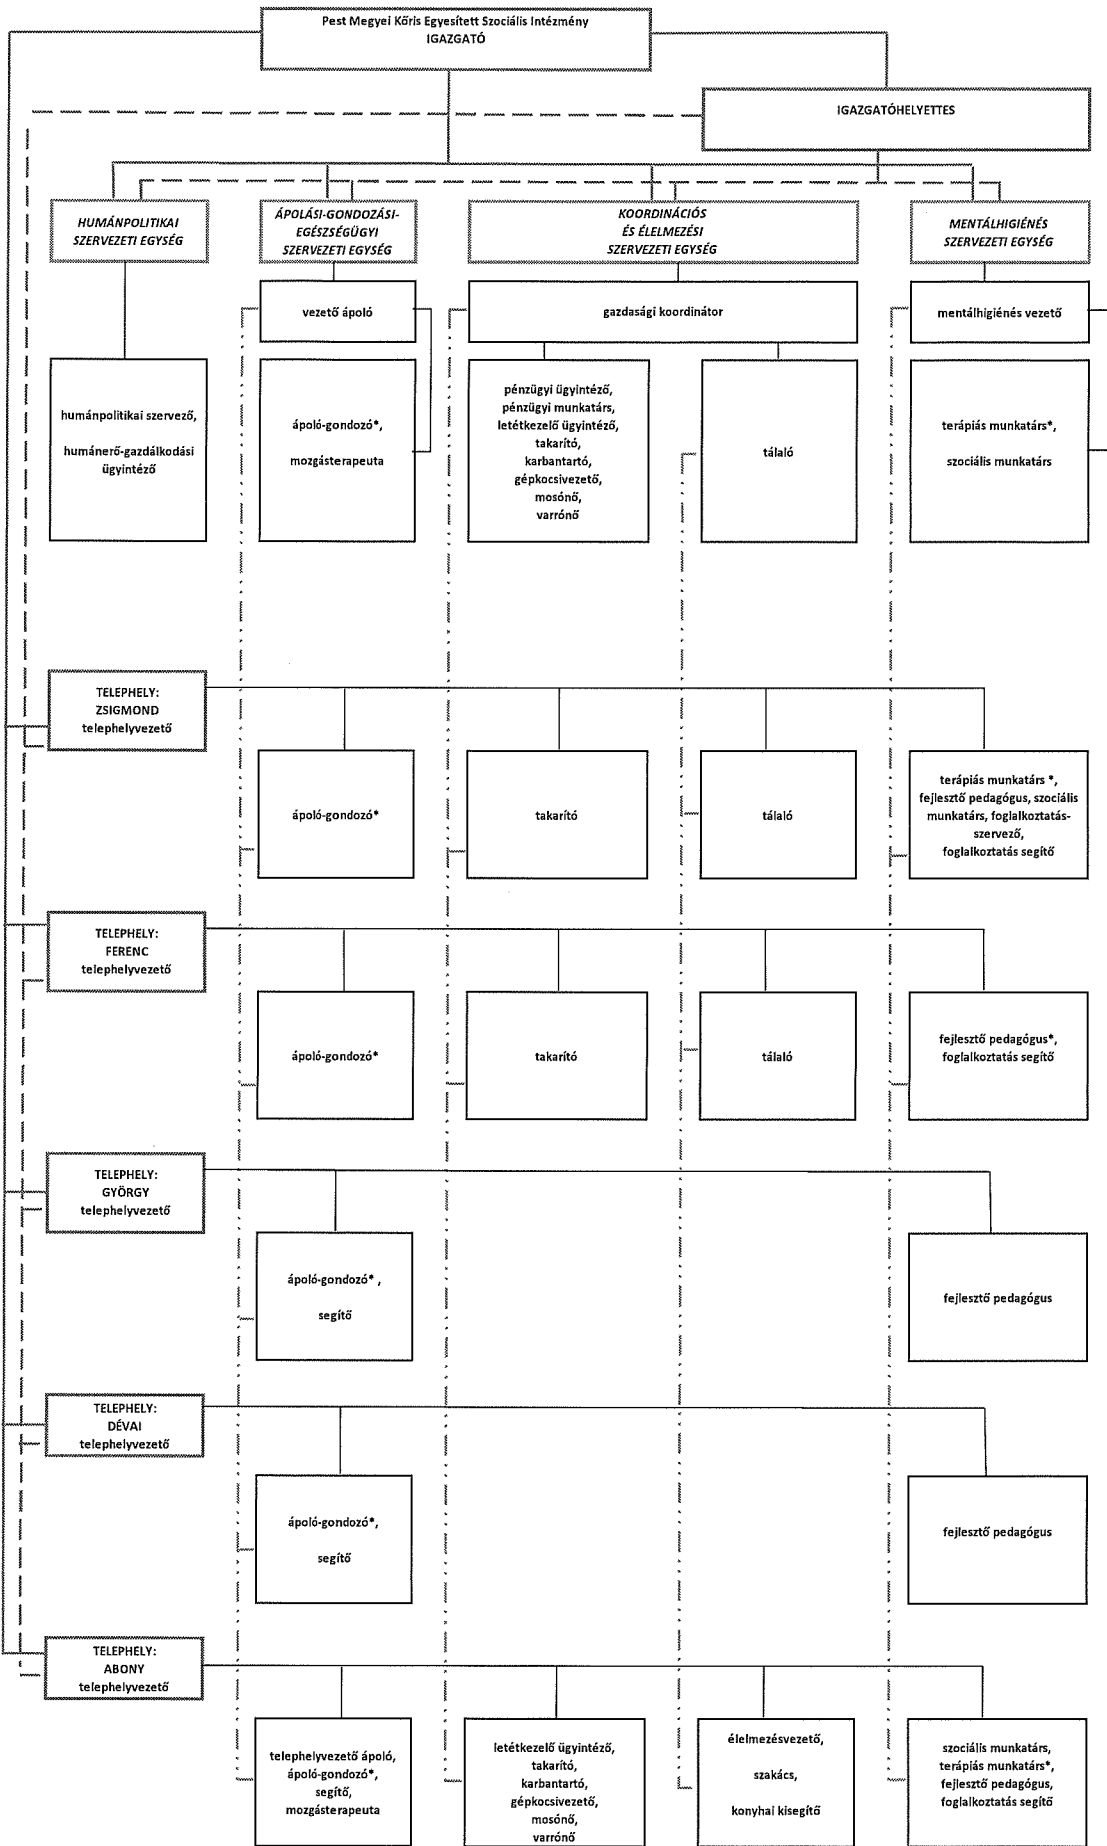 Pest Megyei Kőris Egyesített Szociális Intézmény
IGAZGATÓ
IGAZGATÓHELYETTES
HUMÁNPOLITIKAI
SZERVEZETI EGYSÉG
ÁPOLÁSI-GONDOZÁSI-
EGÉSZSÉGÜGYI
SZERVEZETI EGYSÉG
KOORDINÁCIÓS
ÉS ÉLELMEZÉSI
SZERVEZETI EGYSÉG
MENTÁLHIGIÉNÉS
SZERVEZETI EGYSÉG
vezető ápoló
gazdasági koordinátor
mentálhigiénés vezető
humánpolitikai szervező,
humánerő-gazdálkodási
ügyintéző
ápoló-gondozó*,
mozgásterapeuta
pénzügyi ügyintéző,
pénzügyi munkatárs,
letétkezelő ügyintéző,
takarító,
karbantartó,
gépkocsivezető,
mosónő,
varrónő
tálaló
terápiás munkatárs*,
szociális munkatárs
TELEPHELY:
ZSIGMOND
telephelyvezető
ápoló-gondozó*
takarító
tálaló
terápiás munkatárs *,
fejlesztő pedagógus, szociális
munkatárs, foglalkoztatás-
szervező,
foglalkoztatás segítő
TELEPHELY:
FERENC
telephelyvezető
ápoló-gondozó*
takarító
tálaló
fejlesztő pedagógus*,
foglalkoztatás segítő
TELEPHELY:
GYÖRGY
telephelyvezető
ápoló-gondozó* ,
segítő
fejlesztő pedagógus
TELEPHELY:
DÉVAI
telephelyvezető
ápoló-gondozó*,
segítő
fejlesztő pedagógus
TELEPHELY:
ABONY
telephelyvezető
telephelyvezető ápoló,
ápoló-gondozó*,
segítő,
mozgásterapeuta
letétkezelő ügyintéző,
takarító,
karbantartó,
gépkocsivezető,
mosónő,
varrónő
élelmezésvezető,
szakács,
konyhai kisegítő
szociális munkatárs,
terápiás munkatárs*,
fejlesztő pedagógus,
foglalkoztatás segítő